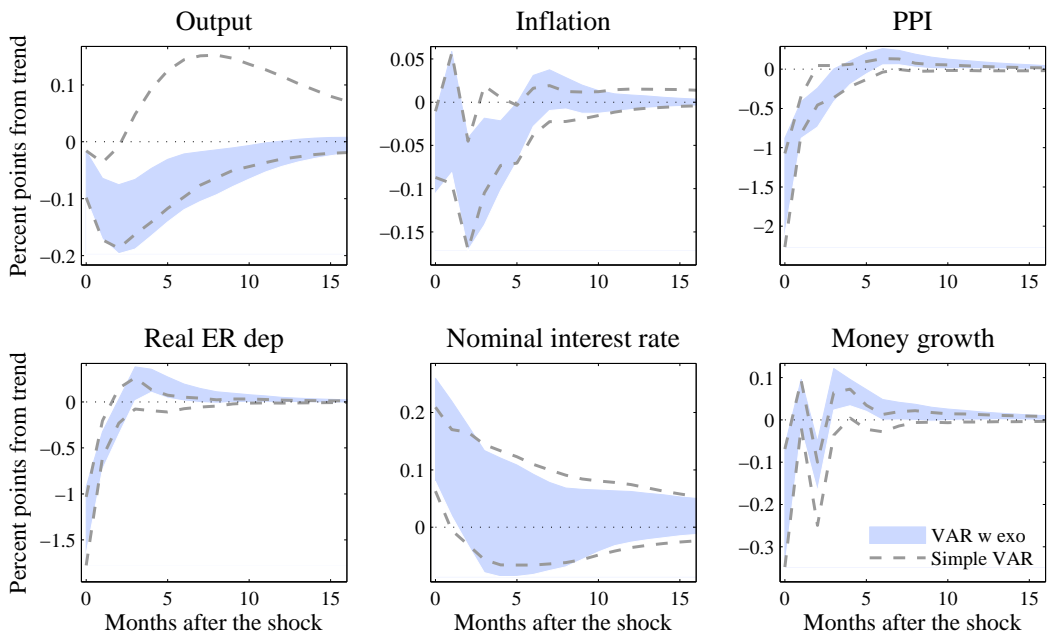 Output
Inflation
PPI
Percent points from trend
0.1
0
−0.1
−0.2
0 5 10 15
0.05
0
−0.05
−0.1
−0.15
0 5 10 15
0
−0.5
−1
−1.5
−2
0 5 10 15
Real ER dep
Nominal interest rate
Money growth
Percent points from trend
0
−0.5
−1
−1.5
0 5 10 15
Months after the shock
0.2
0.1
0
0 5 10 15
Months after the shock
0.1
0
−0.1
−0.2
−0.3
VAR w exo
Simple VAR
0 5 10 15
Months after the shock